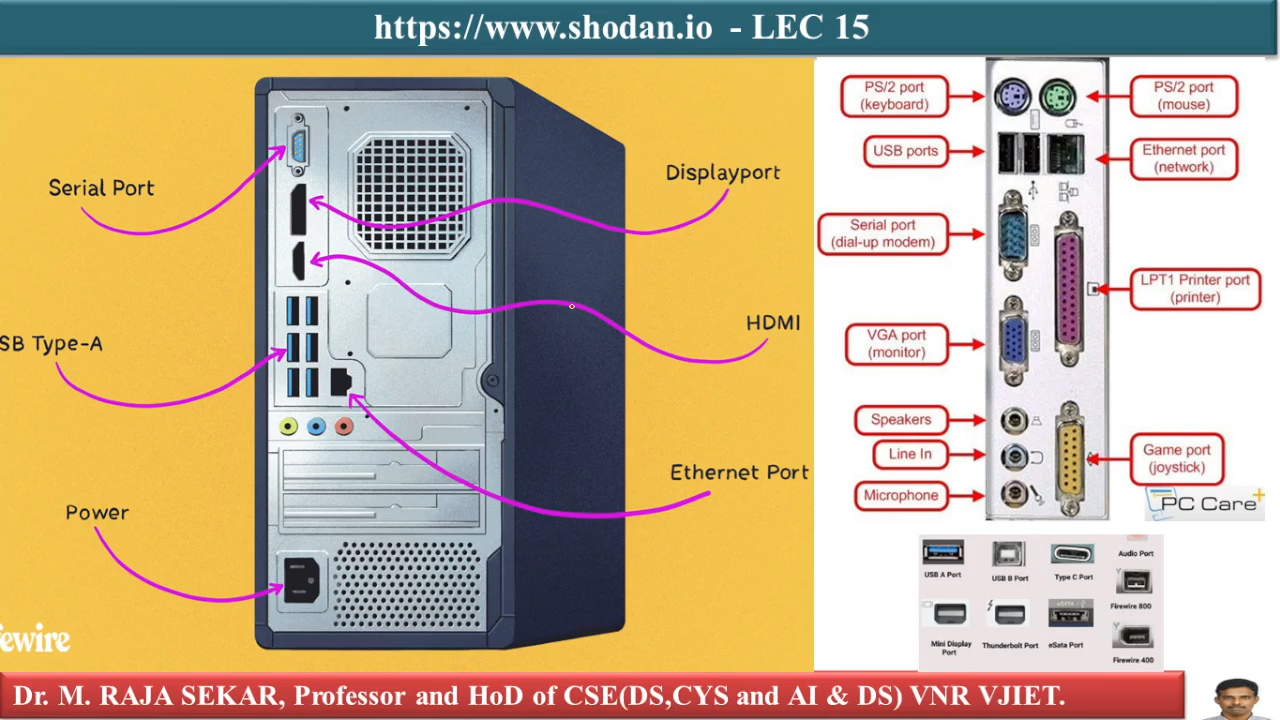 https://www.shodan.io - LEC 15
Serial Port
Displayport
HDMI
SB Type-A
Ethernet Port
Power
ewire
PS/2 port
(keyboard)
PS/2 port
(mouse)
USB ports
Ethernet port
(network)
Serial port
(dial-up modem)
LPT1 Printer port
(printer)
VGA port
(monitor)
Speakers
Line In
Microphone
Game port
(joystick)
PC Care+
USB A Port
USB B Port
Type C Port
Audio Port
Firewire 800
Mini Display
Port
Thunderbolt Port
eSATA
eSata Port
Firewire 400
Dr. M. RAJA SEKAR, Professor and HoD of CSE(DS,CYS and AI & DS) VNR VJIET.